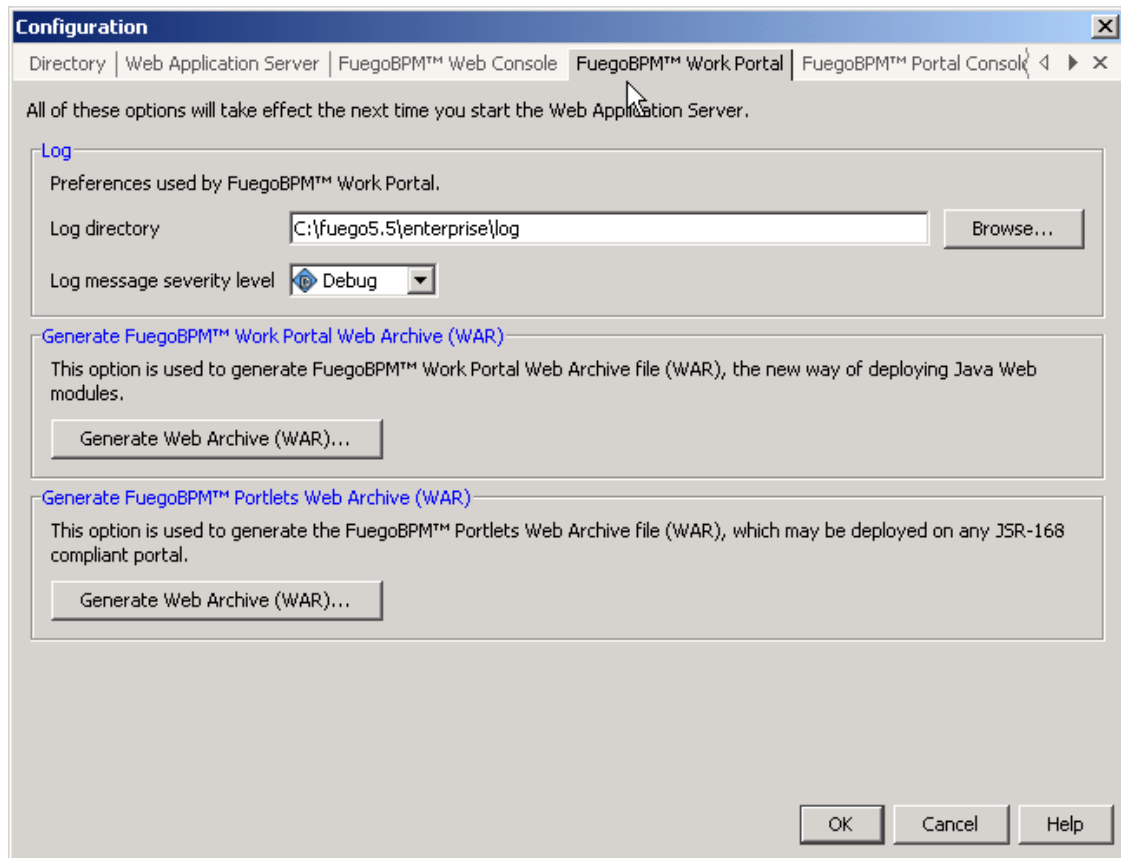 Configuration
Directory
Web Application Server
FuegoBPM™ Web Console
FuegoBPM™ Work Portal
FuegoBPM™ Portal Consol
All of these options will take effect the next time you start the Web Application Server.
Log
Preferences used by FuegoBPM™ Work Portal.
Log directory
C:\fuego5.5\enterprise\log
Browse...
Log message severity level
Debug
Generate FuegoBPM™ Work Portal Web Archive (WAR)
This option is used to generate FuegoBPM™ Work Portal Web Archive file (WAR), the new way of deploying Java Web
modules.
Generate Web Archive (WAR)...
Generate FuegoBPM™ Portlets Web Archive (WAR)
This option is used to generate the FuegoBPM™ Portlets Web Archive file (WAR), which may be deployed on any JSR-168
compliant portal.
Generate Web Archive (WAR)...
OK
Cancel
Help